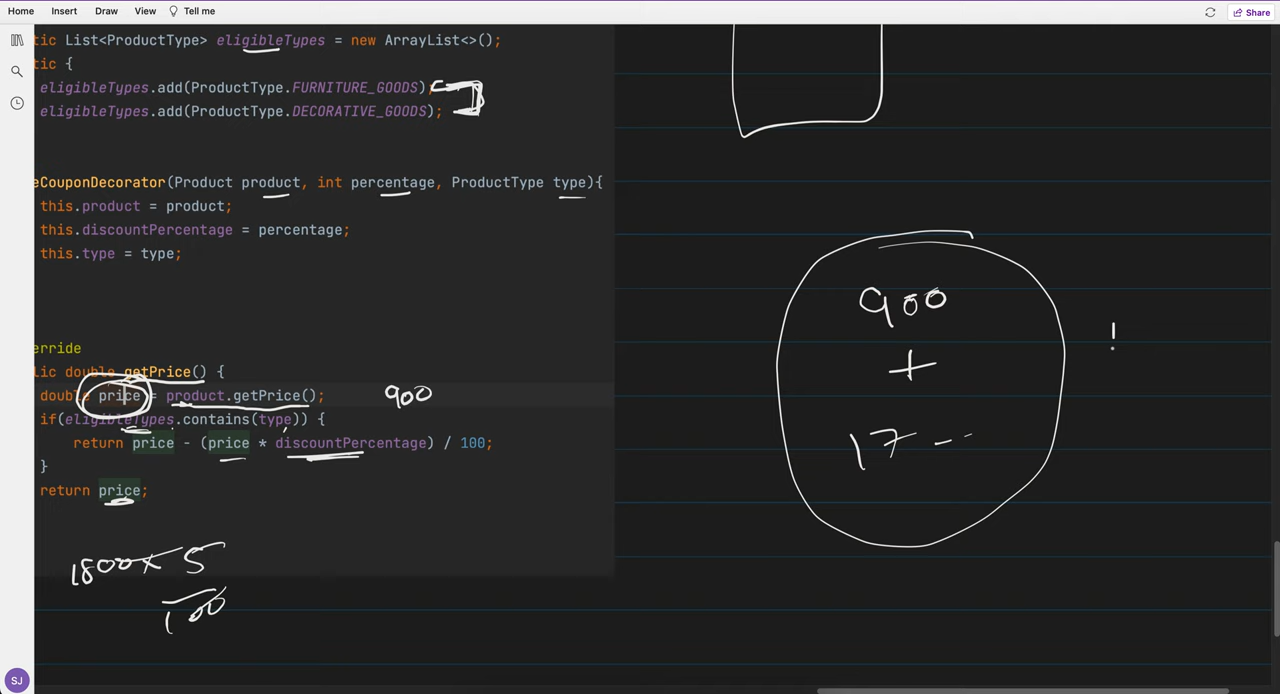 Home Insert Draw View Tell me Share
tic List<ProductType> eligibleTypes = new ArrayList<>();
tic {
eligibleTypes.add(ProductType.FURNITURE_GOODS);
eligibleTypes.add(ProductType.DECORATIVE_GOODS);
eCouponDecorator(Product product, int percentage, ProductType type){
this.product = product;
this.discountPercentage = percentage;
this.type = type;
erride
lic double getPrice() {
double price = product.getPrice();
if(eligibleTypes.contains(type)) {
return price - (price * discountPercentage) / 100;
}
return price;
900
1800 x 5
100
900
+
17 --
!
SJ